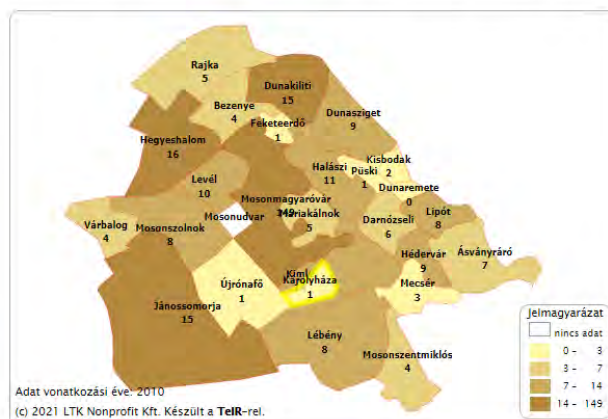 Rajka
5
Dunakiliti
15
Bezenye
4
Feketeerdő
1
Dunasziget
9
Hegyeshalom
16
Halászi
11
Kisbodak
2
Püski
1
Dunaremete
0
Levél
10
Mosonmagyaróvár
149
Máriakálnok
5
Mosonudvar
Lipót
8
Várbalog
4
Mosonszolnok
8
Darnózseli
6
Hédervár
9
Ásványráró
7
Mecsér
3
Újrónafő
1
Károlyháza
1
Jánossomorja
15
Lébény
8
Mosonszentmiklós
4
Jelmagyarázat
nincs adat
0 - 3
3 - 7
7 - 14
14 - 149
Adat vonatkozási éve: 2010
(c) 2021 LTK Nonprofit Kft. Készült a TeIR-rel.